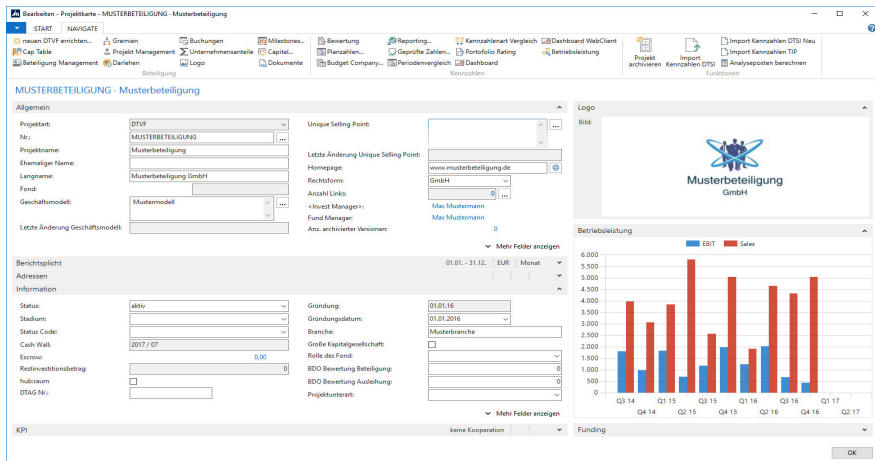 Bearbeiten - Projektkarte - MUSTERBETEILIGUNG - Musterbeteiligung
START NAVIGATE
neuen DTVF errichten...
Cap Table
Beteiligung Management
Gremien
Projekt Management
Darlehen
Buchungen
Unternehmensanteile
Logo
Milestones...
Capital...
Dokumente
Beteiligung
Bewertung
Planzahlen...
Budget Company...
Reporting...
Geprüfte Zahlen...
Periodenvergleich
Kennzahlenart Vergleich
Portfolio Rating
Dashboard
Dashboard WebClient
Betriebsleistung
Kennzahlen
Projekt archivieren
Import Kennzahlen DTSI
Import Kennzahlen DTSI Neu
Import Kennzahlen TIP
Analyseposten berechnen
Funktionen
MUSTERBETEILIGUNG - Musterbeteiligung
Allgemein
Projektart: DTVF
Nr.: MUSTERBETEILIGUNG
Projektname: Musterbeteiligung
Ehemaliger Name:
Langname: Musterbeteiligung GmbH
Fond:
Geschäftsmodell: Mustermodell
Letzte Änderung Geschäftsmodell:
Unique Selling Point:
Letzte Änderung Unique Selling Point:
Homepage: www.musterbeteiligung.de
Rechtsform: GmbH
Anzahl Links: 0
<Invest Manager>: Max Mustermann
Fund Manager: Max Mustermann
Anz. archivierter Versionen: 0
Mehr Felder anzeigen
Berichtsplicht 01.01. - 31.12. EUR Monat
Adressen
Information
Status: aktiv
Stadium:
Status Code:
Cash Wall: 2017 / 07
Escrow: 0,00
Restinvestitionsbetrag: 0
hub:raum
DTAG Nr.:
Gründung: 01.01.16
Gründungsdatum: 01.01.2016
Branche: Musterbranche
Große Kapitalgesellschaft:
Rolle des Fond:
BDO Bewertung Beteiligung: 0
BDO Bewertung Ausleihung: 0
Projektunterart:
Mehr Felder anzeigen
KPI keine Kooperation
Logo
Bild:
Musterbeteiligung
GmbH
Betriebsleistung
EBIT Sales
6.000
5.500
5.000
4.500
4.000
3.500
3.000
2.500
2.000
1.500
1.000
500
0
Q3 14 Q1 15 Q3 15 Q1 16 Q3 16 Q1 17
Q4 14 Q2 15 Q4 15 Q2 16 Q4 16 Q2 17
Funding
OK